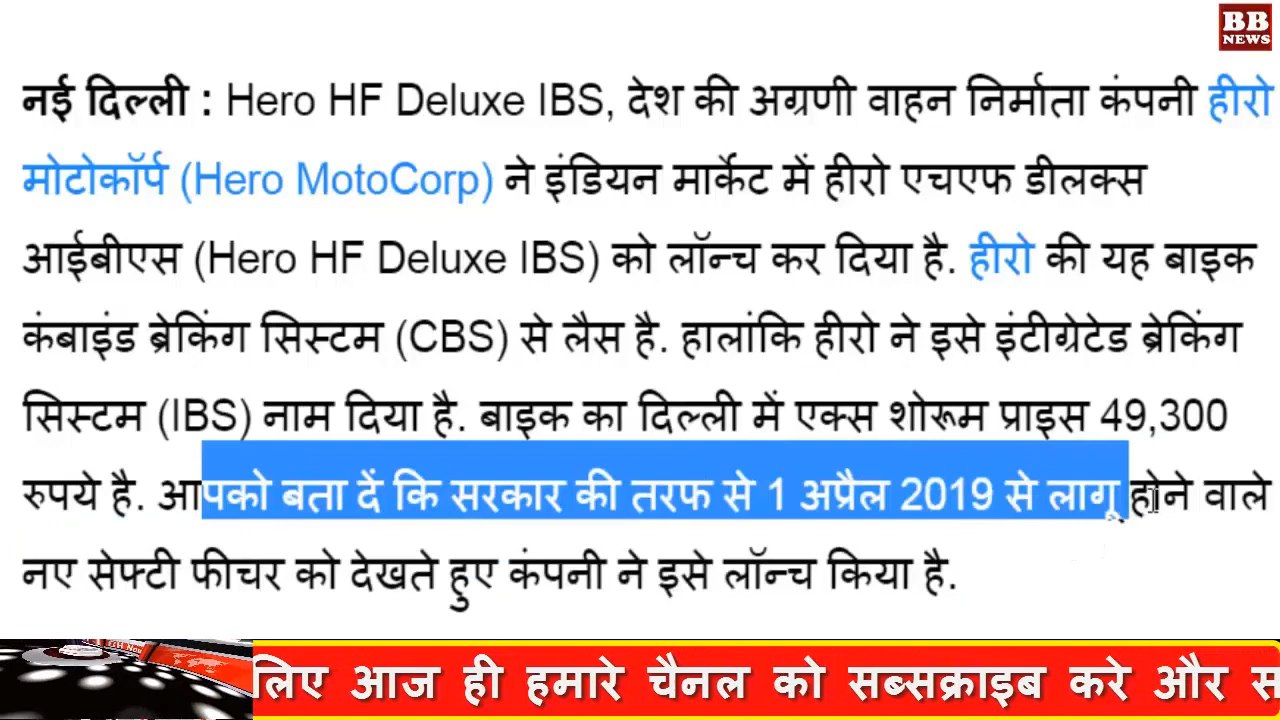 BB
NEWS
नई दिल्ली : Hero HF Deluxe IBS, देश की अग्रणी वाहन निर्माता कंपनी हीरो
मोटोकॉर्प (Hero MotoCorp) ने इंडियन मार्केट में हीरो एचएफ डीलक्स
आईबीएस (Hero HF Deluxe IBS) को लॉन्च कर दिया है. हीरो की यह बाइक
कंबाइंड ब्रेकिंग सिस्टम (CBS) से लैस है. हालांकि हीरो ने इसे इंटीग्रेटेड ब्रेकिंग
सिस्टम (IBS) नाम दिया है. बाइक का दिल्ली में एक्स शोरूम प्राइस 49,300
रुपये है. आपको बता दें कि सरकार की तरफ से 1 अप्रैल 2019 से लागू होने वाले
नए सेफ्टी फीचर को देखते हुए कंपनी ने इसे लॉन्च किया है.
लिए आज ही हमारे चैनल को सब्सक्राइब करे और स